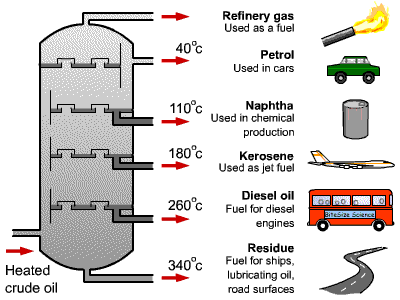 Refinery gas
Used as a fuel
40°c
Petrol
Used in cars
110°c
Naphtha
Used in chemical
production
180°c
Kerosene
Used as jet fuel
260°c
Diesel oil
Fuel for diesel
engines
BiteSize Science
Residue
Fuel for ships,
lubricating oil,
road surfaces
340°c
Heated
crude oil